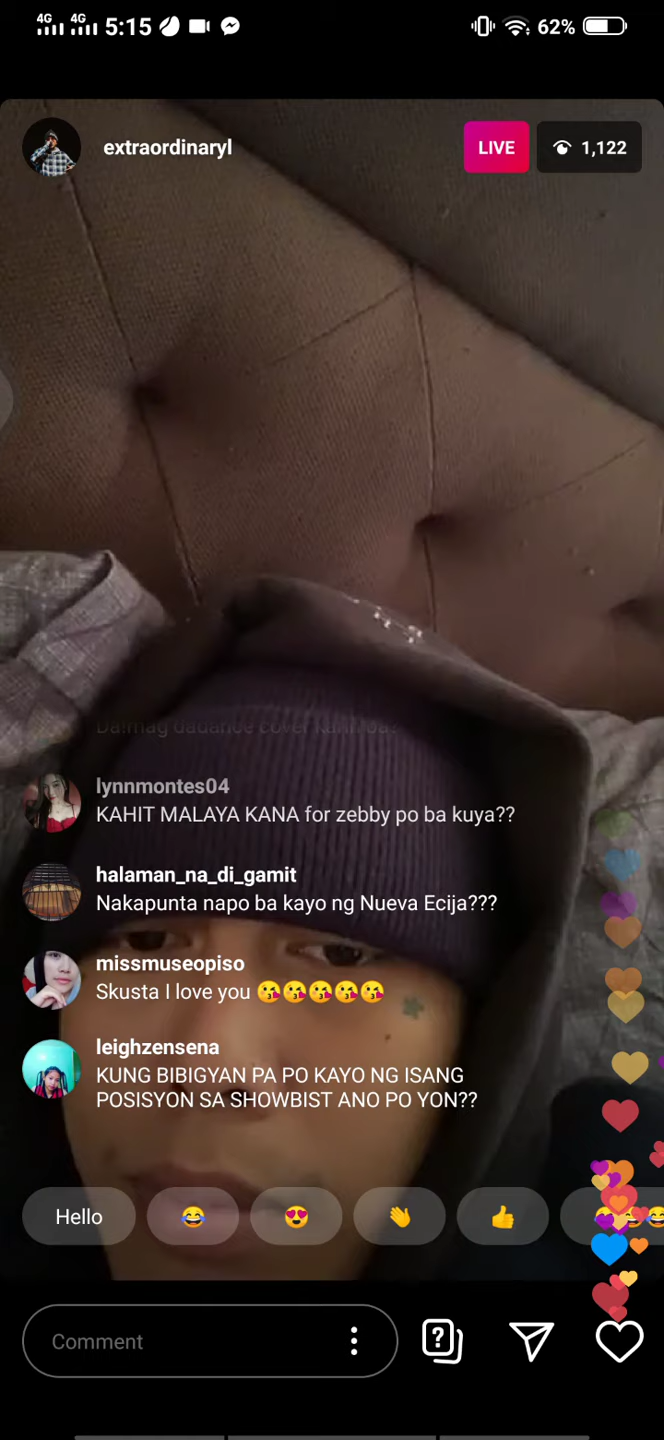 4G 4G 5:15 62%
extraordinaryl LIVE 1,122
lynnmontes04
KAHIT MALAYA KANA for zebby po ba kuya??
halaman_na_di_gamit
Nakapunta napo ba kayo ng Nueva Ecija???
missmuseopiso
Skusta I love you 😘😘😘😘😘
leighzensena
KUNG BIBIGYAN PA PO KAYO NG ISANG
POSISYON SA SHOWBIST ANO PO YON??
Hello 😂 😍 👋 👍
Comment